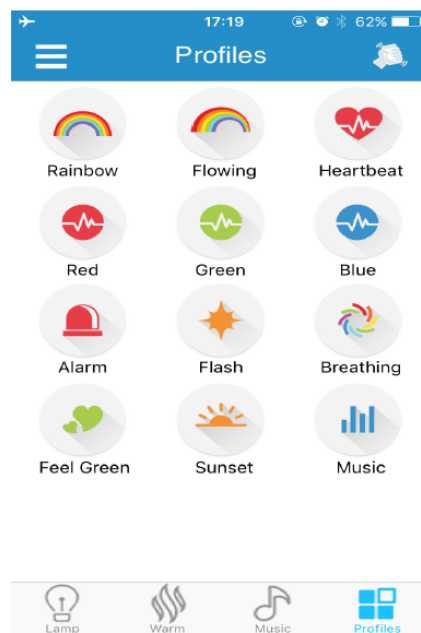 17:19 62%
Profiles
Rainbow Flowing Heartbeat
Red Green Blue
Alarm Flash Breathing
Feel Green Sunset Music
Lamp Warm Music Profiles